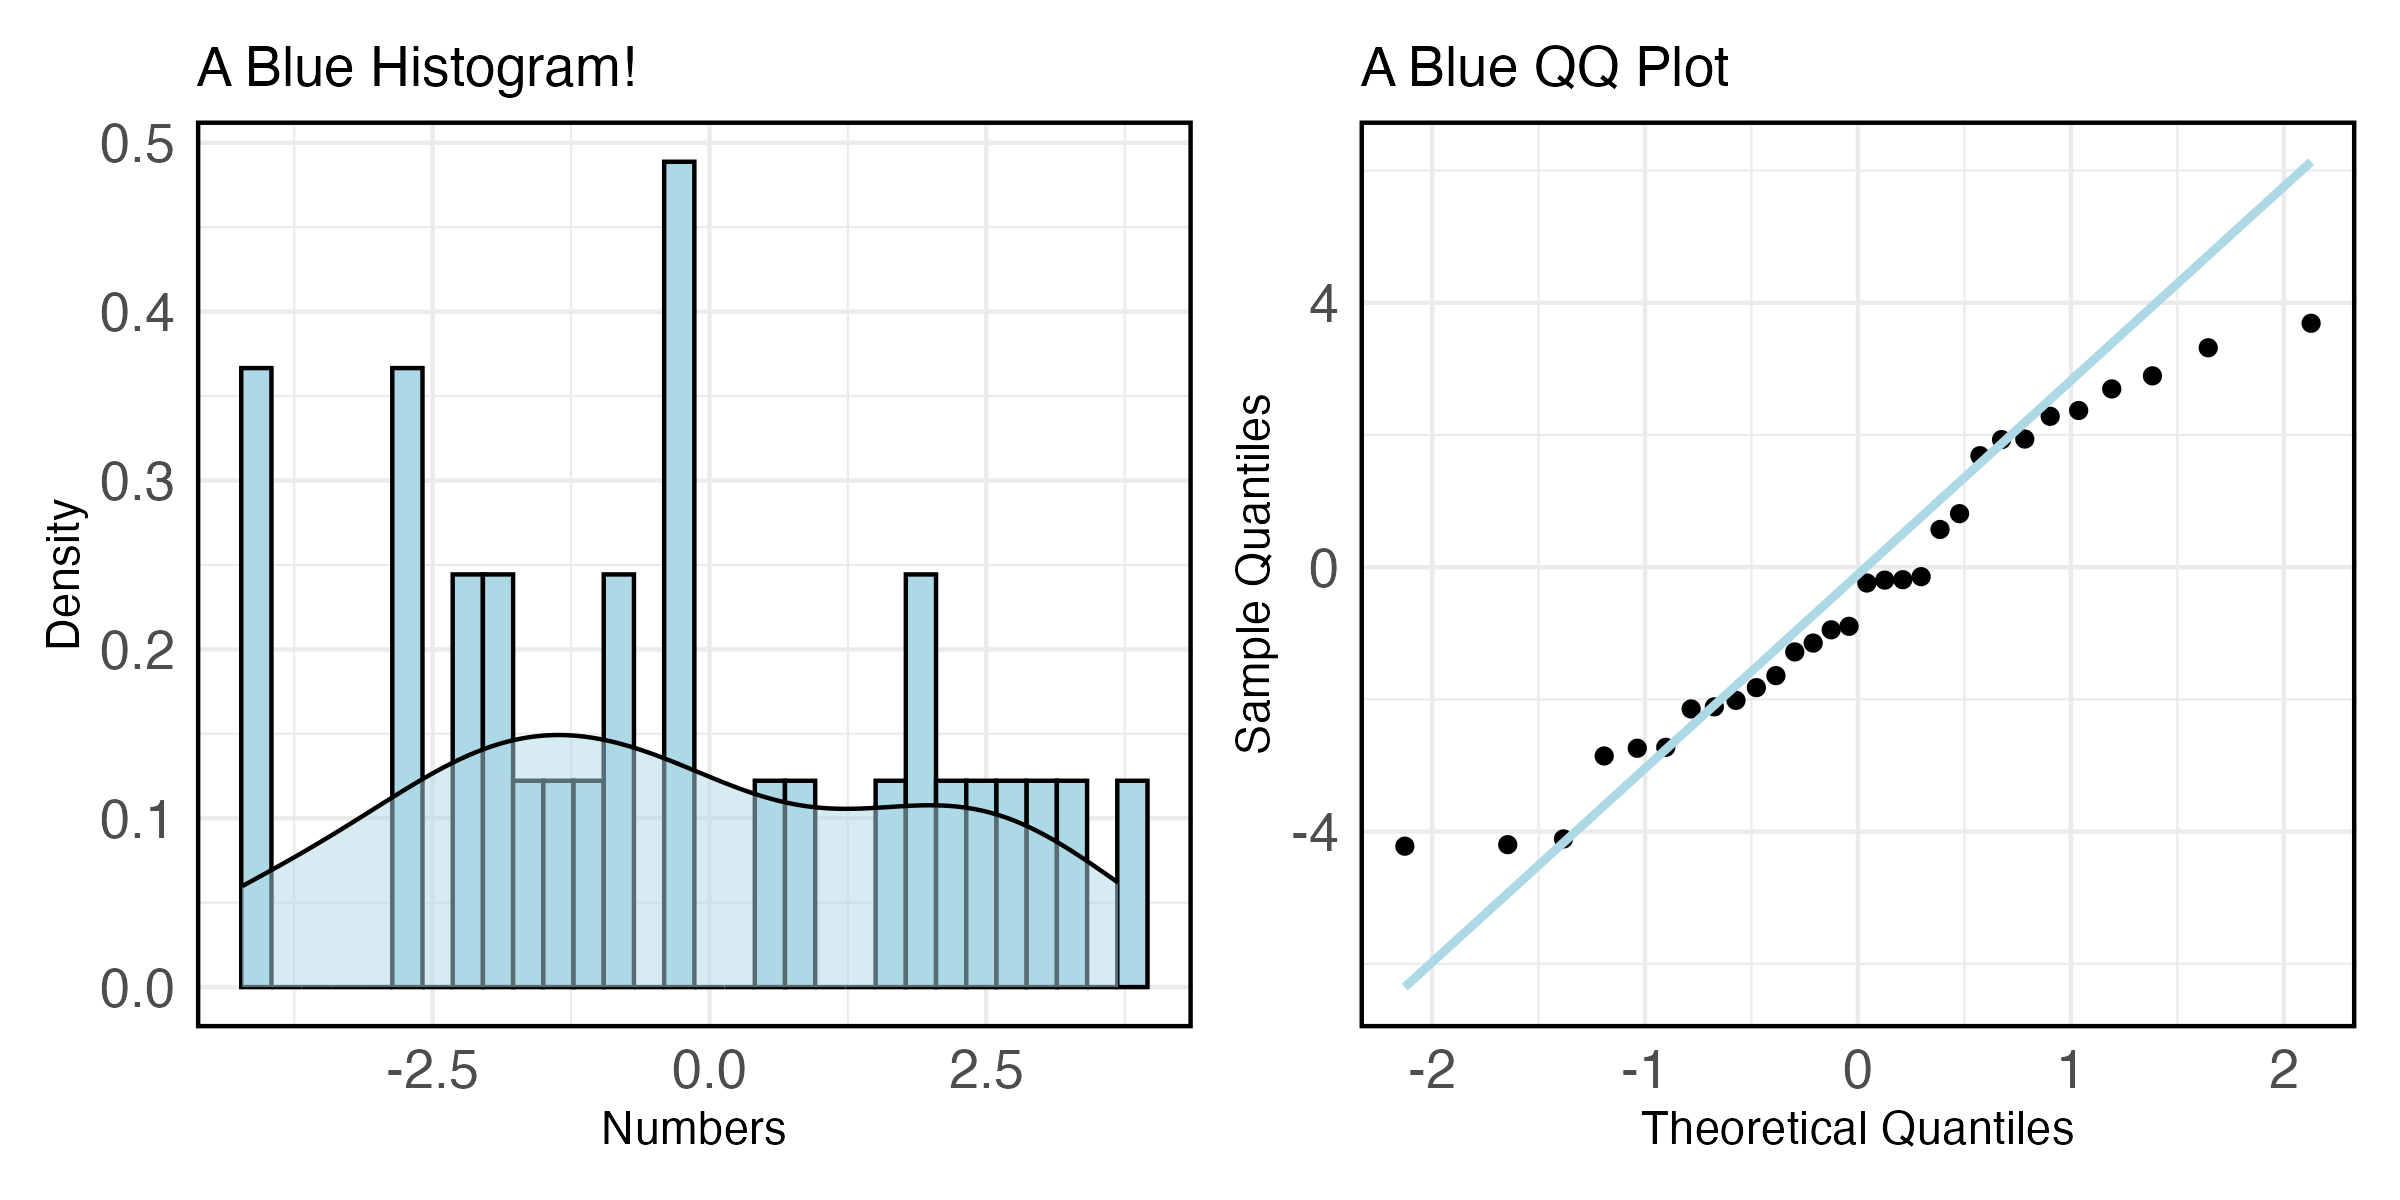 A Blue Histogram!
0.5
0.4
0.3
0.2
0.1
0.0
Density
-2.5 0.0 2.5
Numbers
A Blue QQ Plot
4
0
-4
Sample Quantiles
-2 -1 0 1 2
Theoretical Quantiles